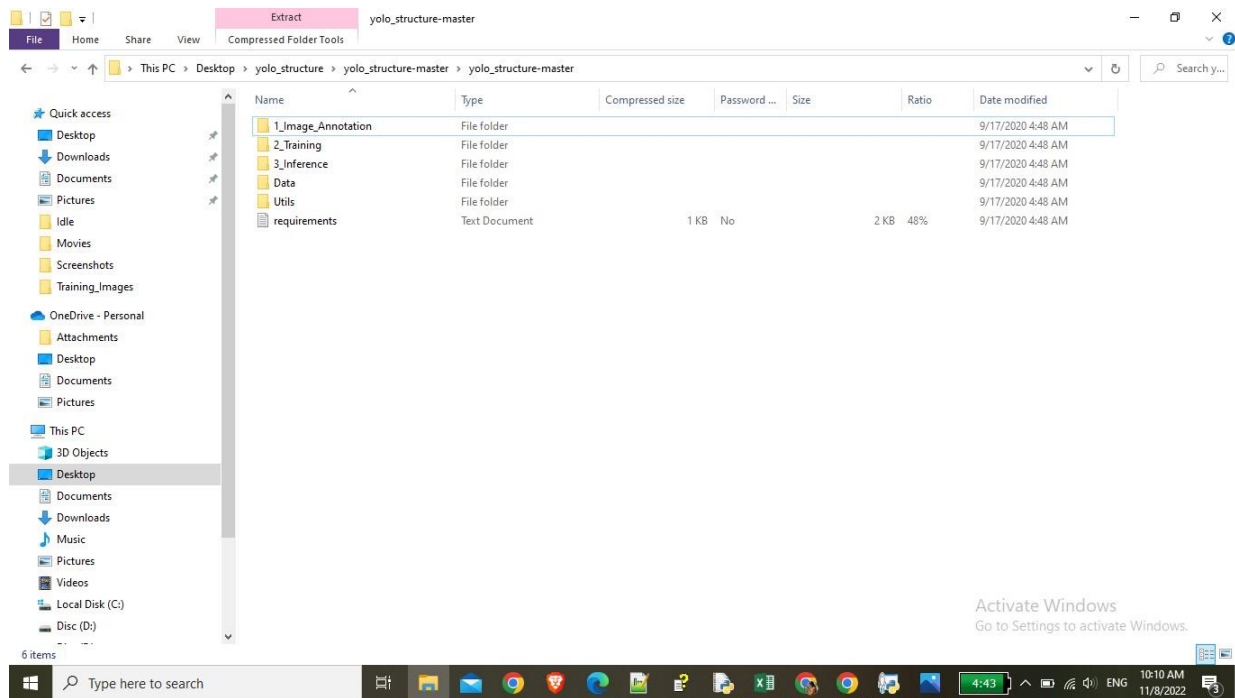 Extract yolo_structure-master
File Home Share View Compressed Folder Tools
This PC > Desktop > yolo_structure > yolo_structure-master > yolo_structure-master Search y...
Name Type Compressed size Password ... Size Ratio Date modified
Quick access
Desktop
Downloads
Documents
Pictures
Idle
Movies
Screenshots
Training_Images
OneDrive - Personal
Attachments
Desktop
Documents
Pictures
This PC
3D Objects
Desktop
Documents
Downloads
Music
Pictures
Videos
Local Disk (C:)
Disc (D:)
1_Image_Annotation File folder 9/17/2020 4:48 AM
2_Training File folder 9/17/2020 4:48 AM
3_Inference File folder 9/17/2020 4:48 AM
Data File folder 9/17/2020 4:48 AM
Utils File folder 9/17/2020 4:48 AM
requirements Text Document 1 KB No 2 KB 48% 9/17/2020 4:48 AM
Activate Windows
Go to Settings to activate Windows.
6 items
Type here to search 4:43 ENG 10:10 AM
11/8/2022 3